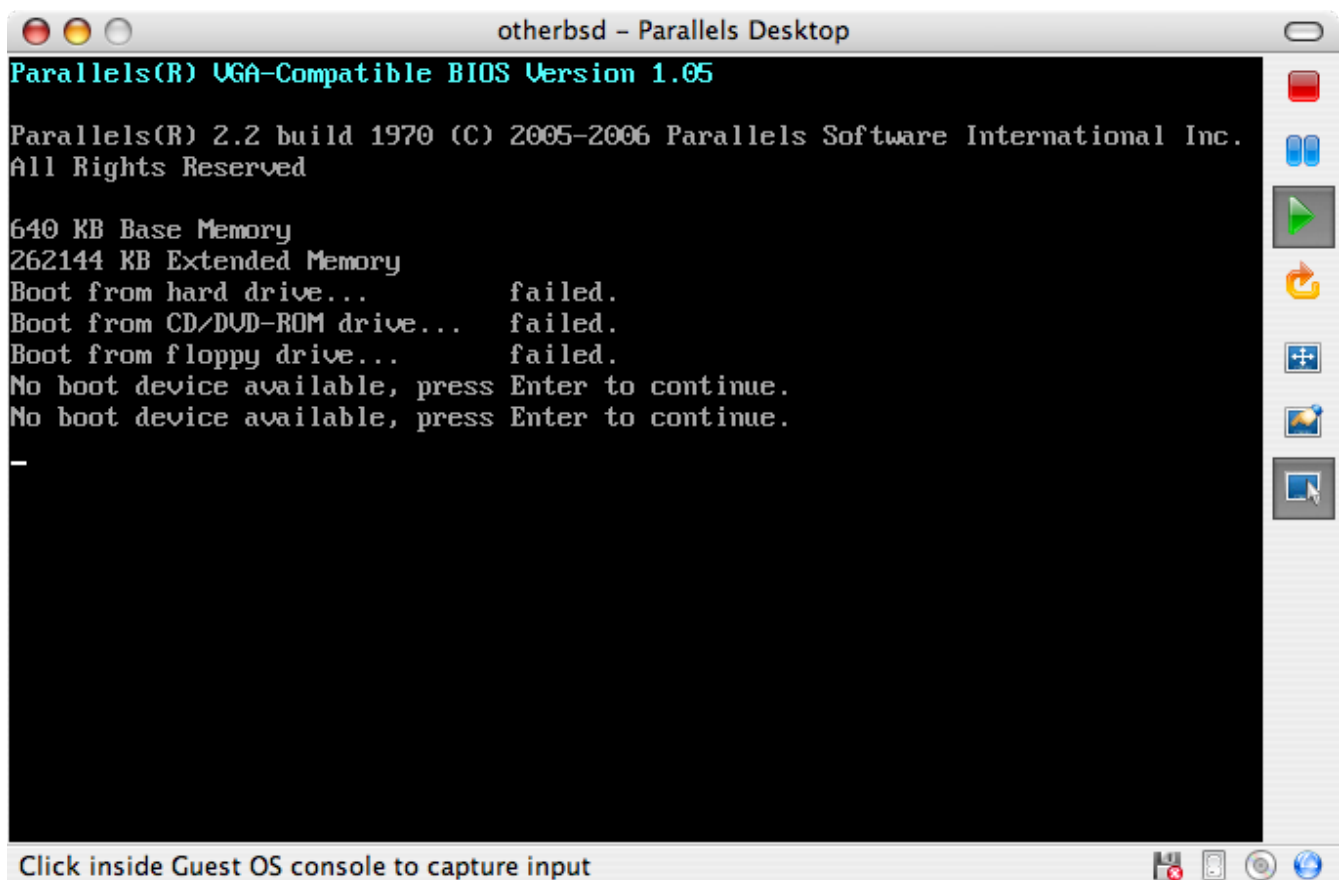 otherbsd – Parallels Desktop
Parallels(R) VGA-Compatible BIOS Version 1.05
Parallels(R) 2.2 build 1970 (C) 2005-2006 Parallels Software International Inc.
All Rights Reserved
640 KB Base Memory
262144 KB Extended Memory
Boot from hard drive... failed.
Boot from CD/DVD-ROM drive... failed.
Boot from floppy drive... failed.
No boot device available, press Enter to continue.
No boot device available, press Enter to continue.
Click inside Guest OS console to capture input